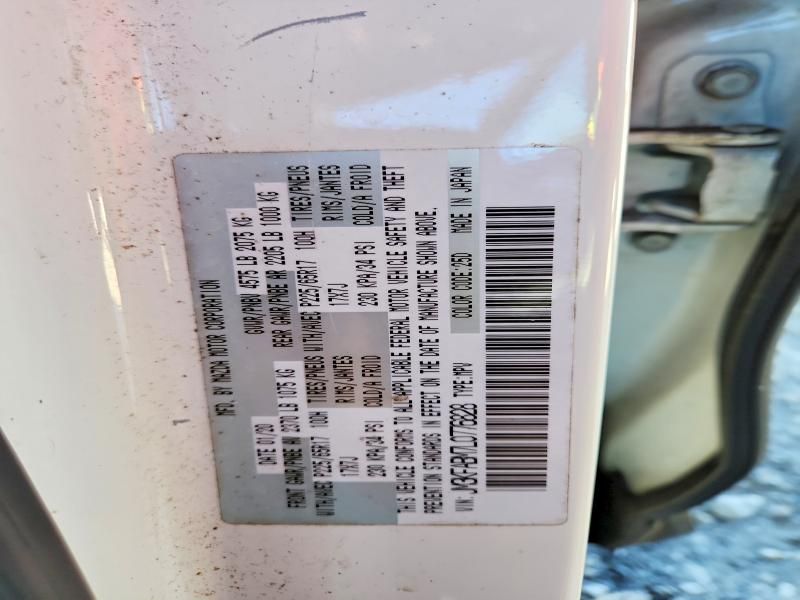 MFD. BY MAZDA MOTOR CORPORATION
DATE 01/20 GVWR/PNBV 4575 LB 2075 KG
FRONT GAWR/PNBE AV 2370 LB 1075 KG REAR GAWR/PNBE RR 2205 LB 1000 KG
WITH/AVEC P225/65R17 100H TIRES/PNEUS WITH/AVEC P225/65R17 100H TIRES/PNEUS
17X7J RIMS/JANTES 17X7J RIMS/JANTES
230 KPA/34 PSI COLD/A FROID 230 KPA/34 PSI COLD/A FROID
THIS VEHICLE CONFORMS TO ALL APPLICABLE FEDERAL MOTOR VEHICLE SAFETY AND THEFT
PREVENTION STANDARDS IN EFFECT ON THE DATE OF MANUFACTURE SHOWN ABOVE.
VIN: TYPE:MPV COLOR CODE:25D MADE IN JAPAN